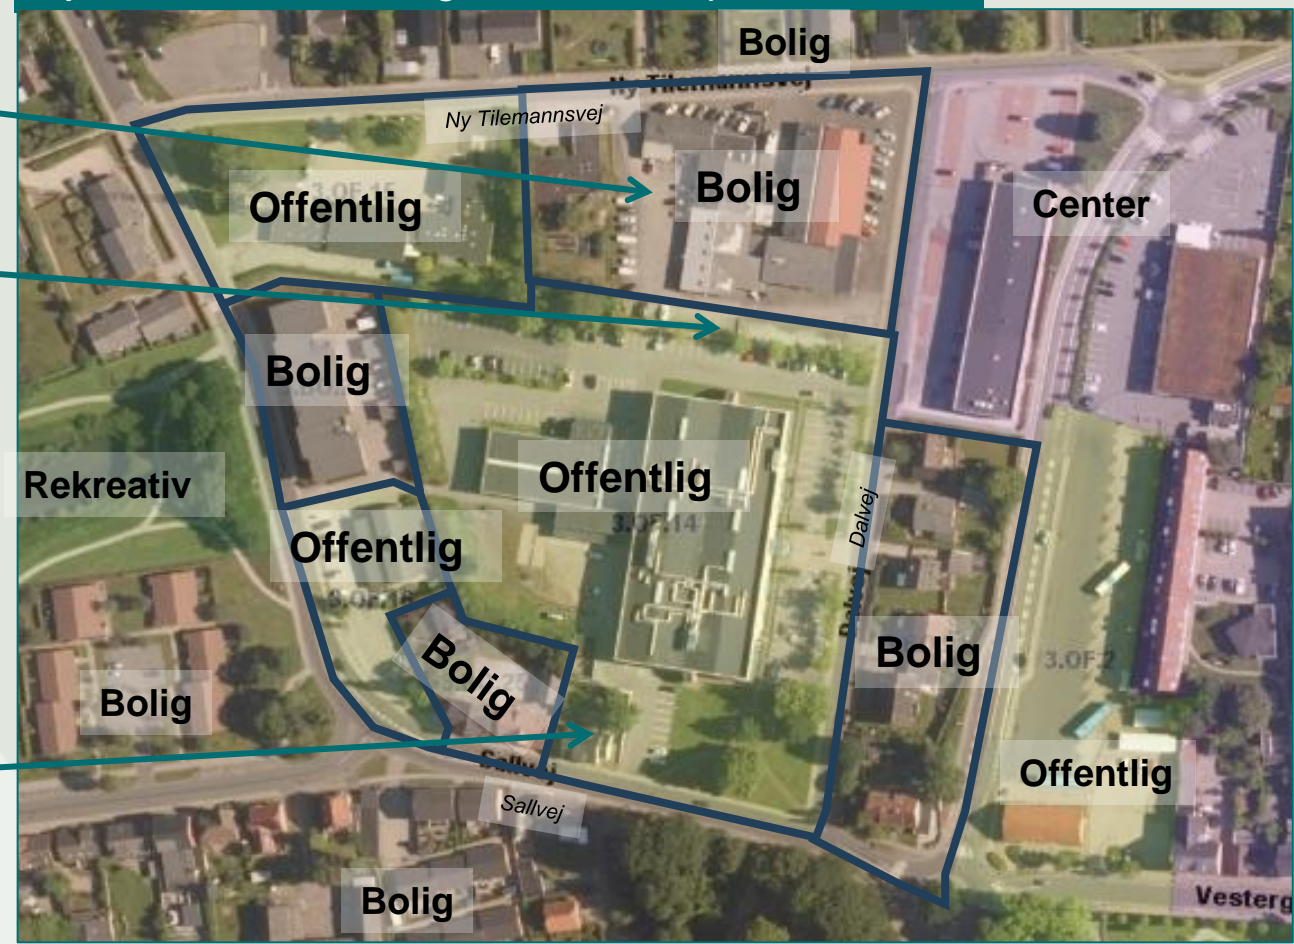 Bolig
Ny Tilemannsvej
Ny Tilemannsvej
Bolig
Offentlig
Center
Bolig
Offentlig
Rekreativ
3.OF.14
Dalvej
Offentlig
Dalvej
Bolig
Bolig
3.OF.2
Bolig
Sallvej
Offentlig
Sallvej
Bolig
Vesterg